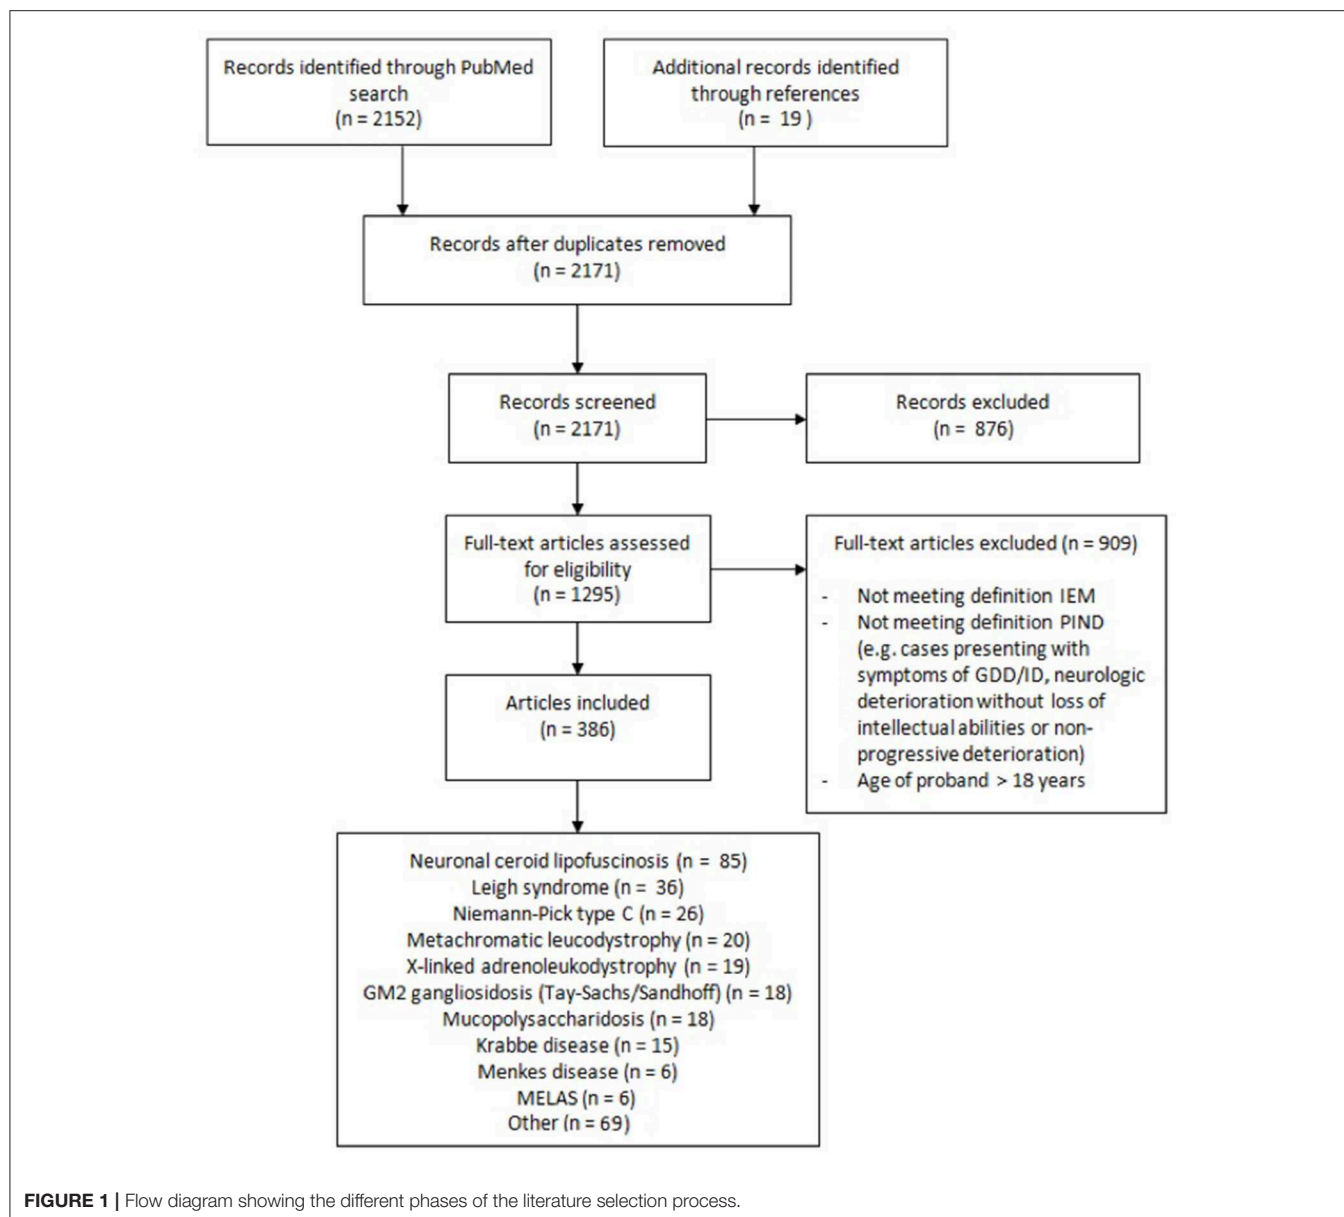 Records identified through PubMed
search
(n = 2152)
Additional records identified
through references
(n = 19 )
Records after duplicates removed
(n = 2171)
Records screened
(n = 2171)
Records excluded
(n = 876)
Full-text articles assessed
for eligibility
(n = 1295)
Full-text articles excluded (n = 909)
- Not meeting definition IEM
- Not meeting definition PIND
(e.g. cases presenting with
symptoms of GDD/ID, neurologic
deterioration without loss of
intellectual abilities or non-
progressive deterioration)
- Age of proband > 18 years
Articles included
(n = 386)
Neuronal ceroid lipofuscinosis (n = 85)
Leigh syndrome (n = 36)
Niemann-Pick type C (n = 26)
Metachromatic leucodystrophy (n = 20)
X-linked adrenoleukodystrophy (n = 19)
GM2 gangliosidosis (Tay-Sachs/Sandhoff) (n = 18)
Mucopolysaccharidosis (n = 18)
Krabbe disease (n = 15)
Menkes disease (n = 6)
MELAS (n = 6)
Other (n = 69)
FIGURE 1 | Flow diagram showing the different phases of the literature selection process.